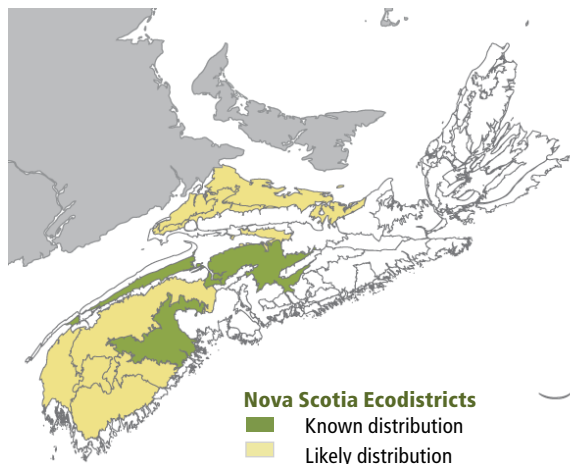 Nova Scotia Ecodistricts
Known distribution
Likely distribution